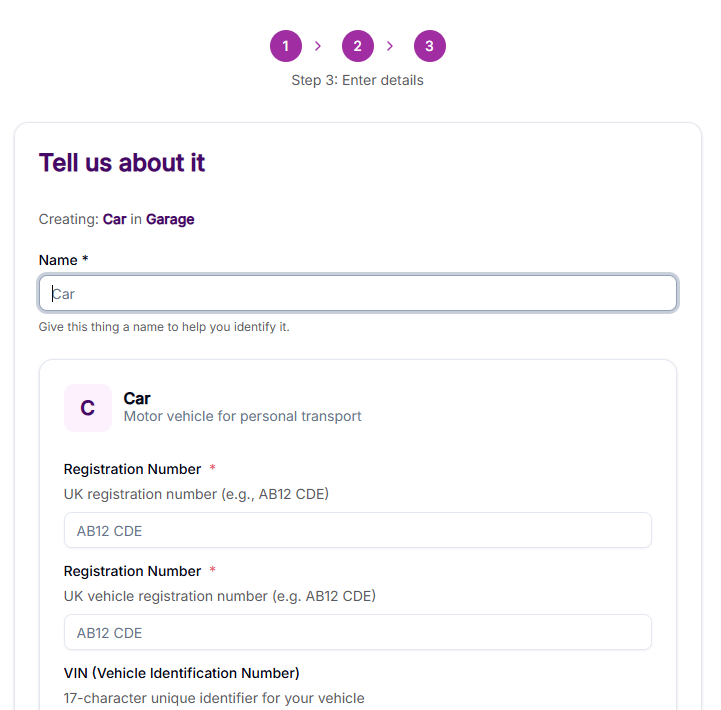 1 > 2 > 3
Step 3: Enter details
Tell us about it
Creating: Car in Garage
Name *
Car
Give this thing a name to help you identify it.
C
Car
Motor vehicle for personal transport
Registration Number *
UK registration number (e.g., AB12 CDE)
AB12 CDE
Registration Number *
UK vehicle registration number (e.g. AB12 CDE)
AB12 CDE
VIN (Vehicle Identification Number)
17-character unique identifier for your vehicle